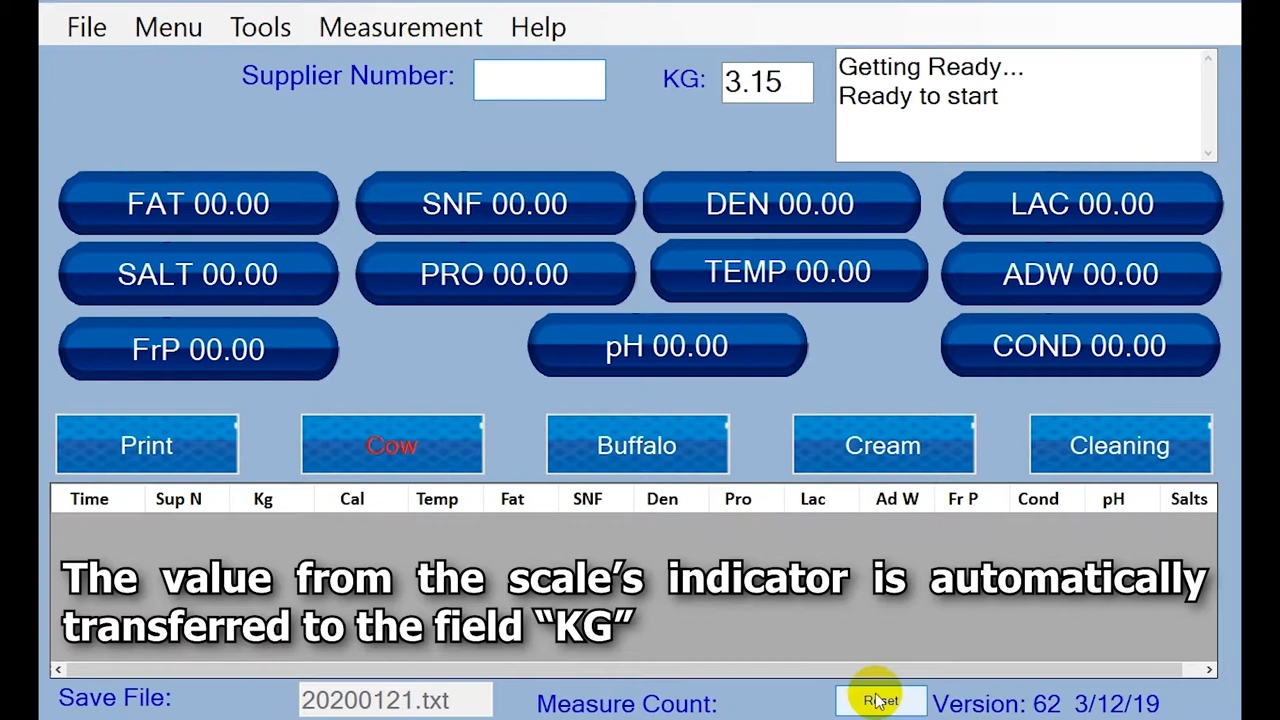 File Menu Tools Measurement Help
Supplier Number: KG: 3.15
Getting Ready...
Ready to start
FAT 00.00 SNF 00.00 DEN 00.00 LAC 00.00
SALT 00.00 PRO 00.00 TEMP 00.00 ADW 00.00
FrP 00.00 pH 00.00 COND 00.00
Print Cow Buffalo Cream Cleaning
Time Sup N Kg Cal Temp Fat SNF Den Pro Lac Ad W Fr P Cond pH Salts
The value from the scale’s indicator is automatically
transferred to the field “KG”
Save File: 20200121.txt Measure Count: Reset Version: 62 3/12/19